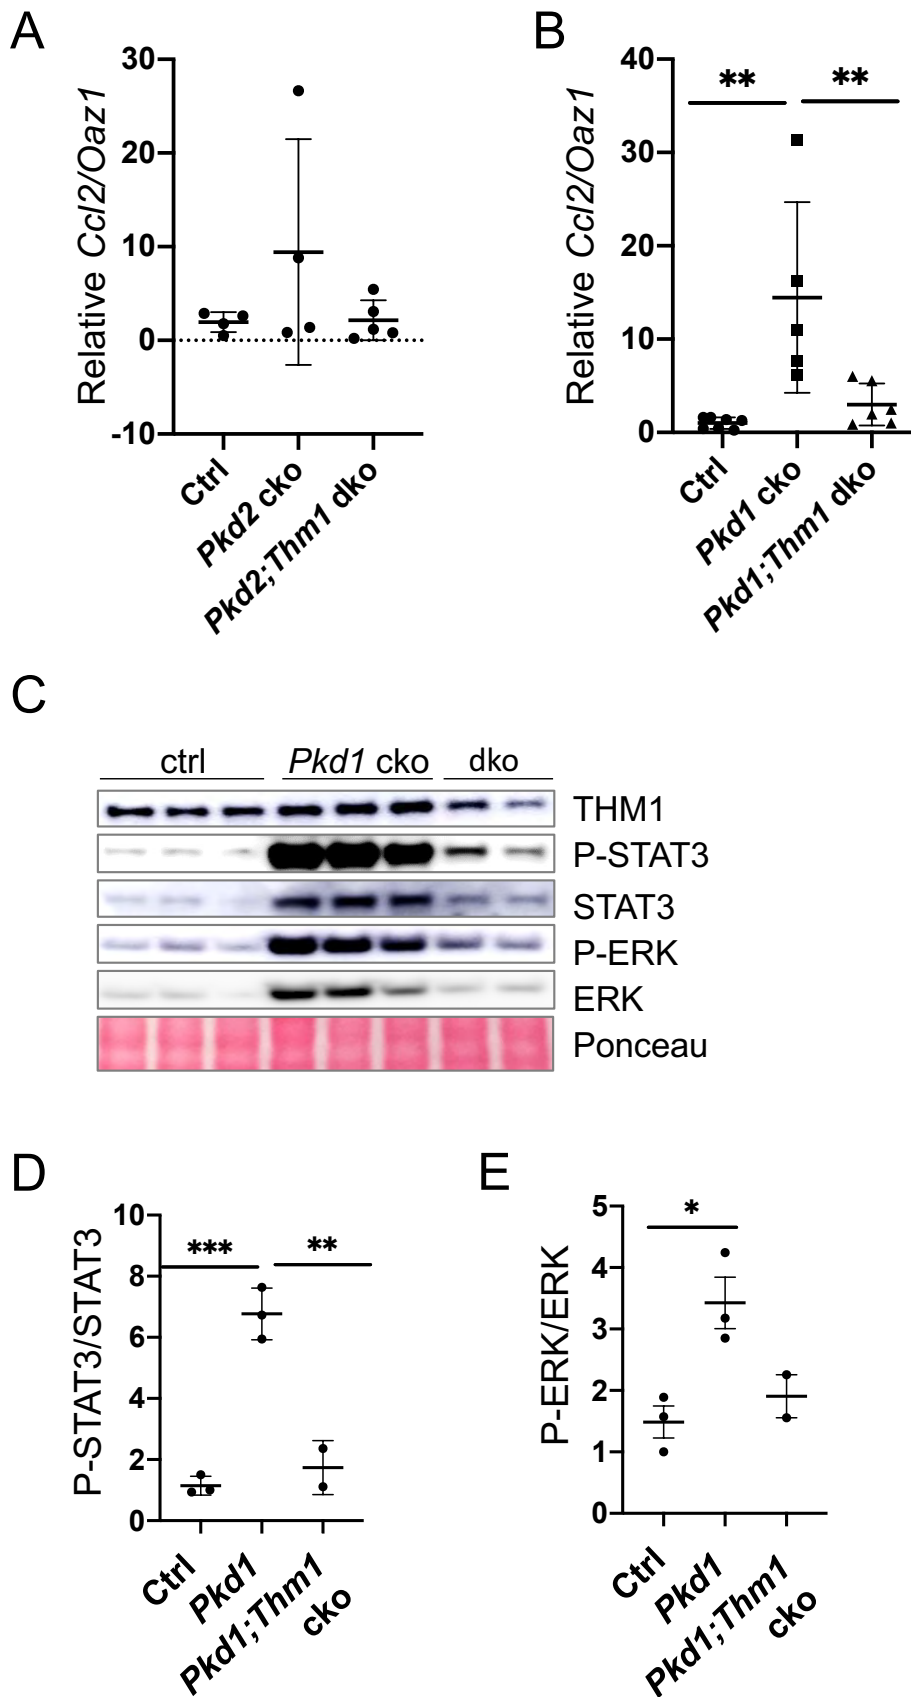 A
Relative Ccl2/Oaz1
30
20
10
0
-10
Ctrl
Pkd2 cko
Pkd2;Thm1 dko
B
Relative Ccl2/Oaz1
40
30
20
10
0
** **
Ctrl
Pkd1 cko
Pkd1;Thm1 dko
C
ctrl Pkd1 cko dko
THM1
P-STAT3
STAT3
P-ERK
ERK
Ponceau
D
P-STAT3/STAT3
10
8
6
4
2
0
*** **
Ctrl
Pkd1
Pkd1;Thm1
cko
E
P-ERK/ERK
5
4
3
2
1
0
*
Ctrl
Pkd1
Pkd1;Thm1
cko